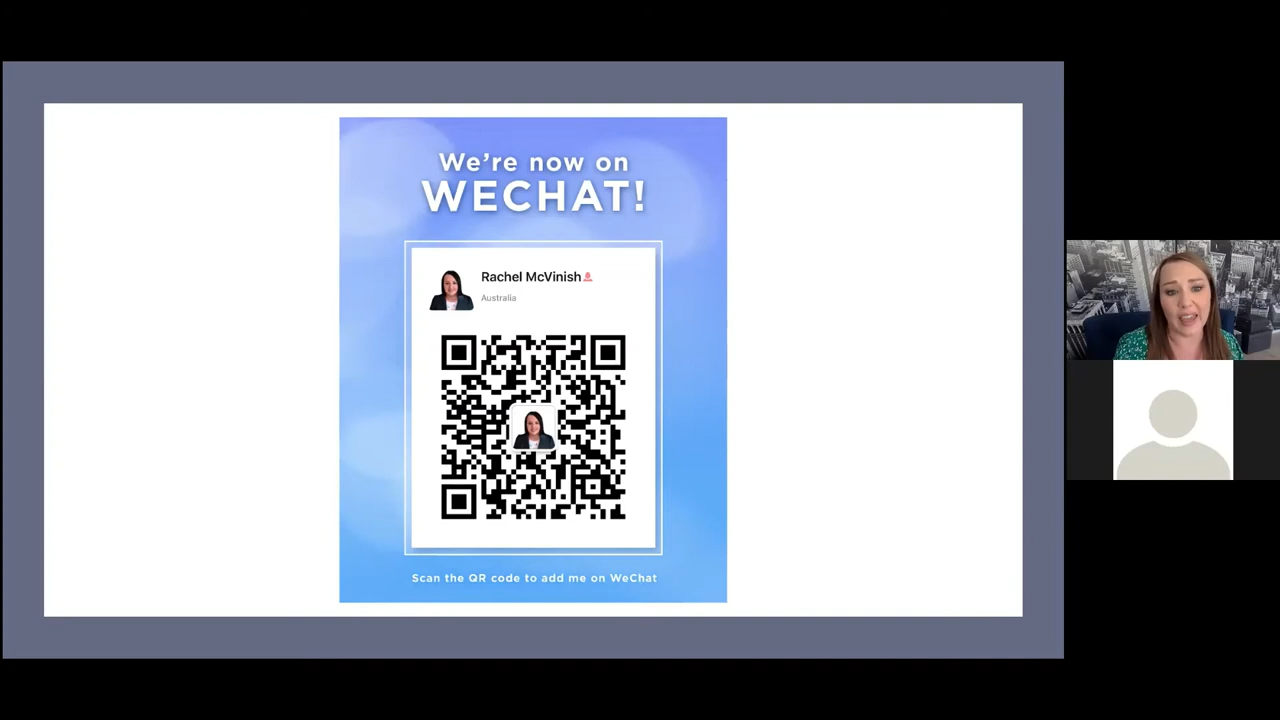 We're now on
WECHAT!
Rachel McVinish
Australia
Scan the QR code to add me on WeChat